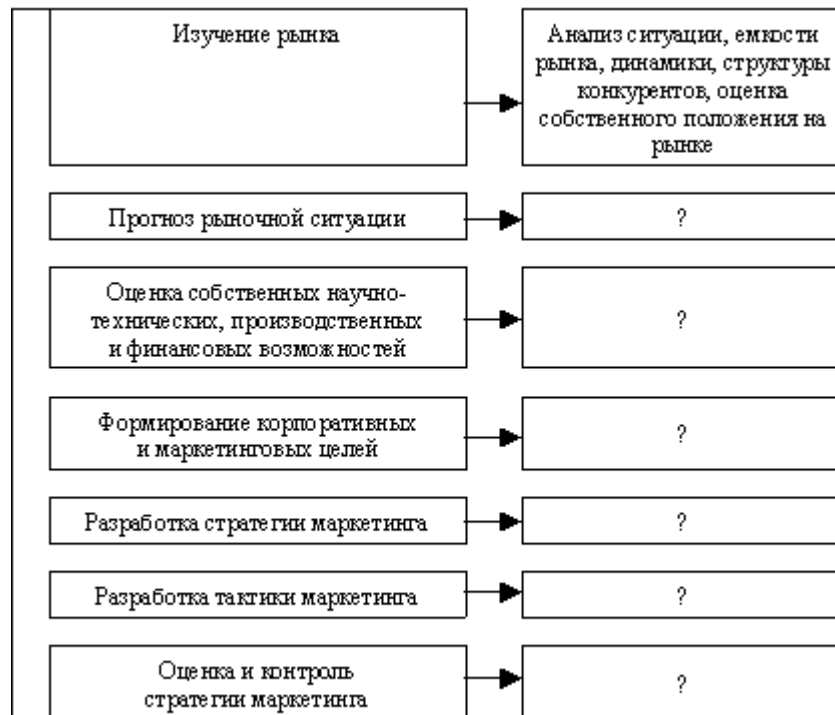 Изучение рынка
Анализ ситуации, емкости
рынка, динамики, структуры
конкурентов, оценка
собственного положения на
рынке
Прогноз рыночной ситуации
?
Оценка собственных научно-
технических, производственных
и финансовых возможностей
?
Формирование корпоративных
и маркетинговых целей
?
Разработка стратегии маркетинга
?
Разработка тактики маркетинга
?
Оценка и контроль
стратегии маркетинга
?